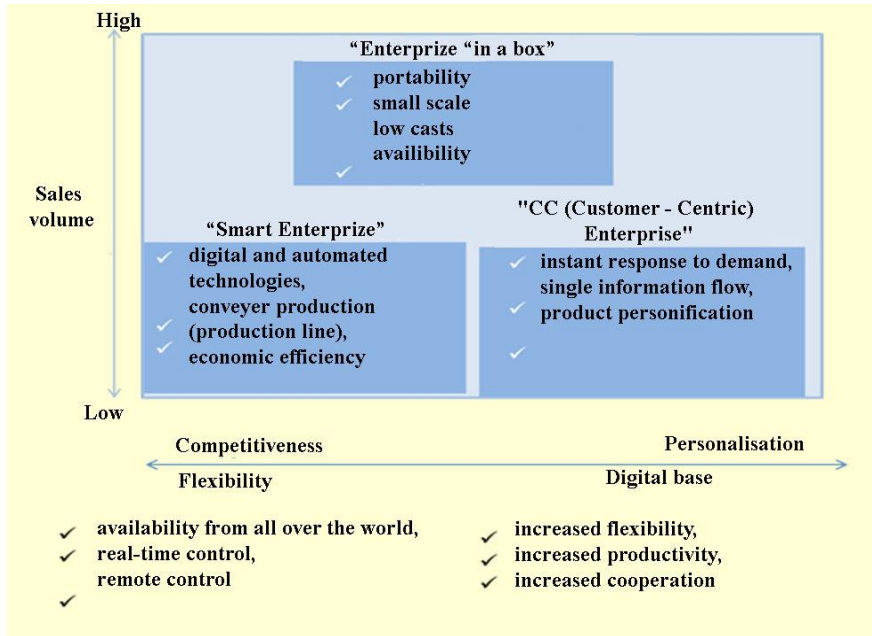 High
“Enterprize “in a box”
portability
small scale
low casts
availibility
Sales
volume
“Smart Enterprize”
digital and automated
technologies,
conveyer production
(production line),
economic efficiency
"CC (Customer - Centric)
Enterprise"
instant response to demand,
single information flow,
product personification
Low
Competitiveness
Personalisation
Flexibility
Digital base
availability from all over the world,
real-time control,
remote control
increased flexibility,
increased productivity,
increased cooperation